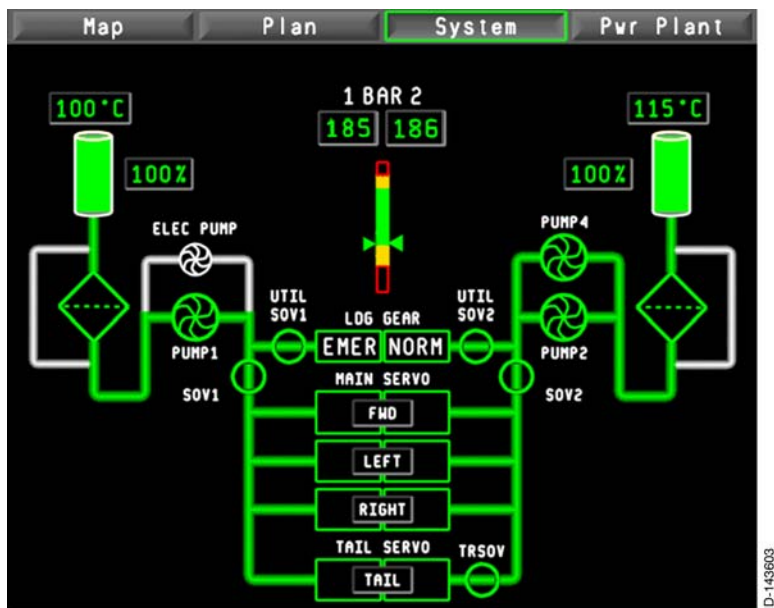 Map Plan System Pwr Plant
1 BAR 2
100°C 185 186 115°C
100% 100%
ELEC PUMP PUMP4
UTIL SOV1 UTIL SOV2
LDG GEAR
PUMP1 EMER NORM PUMP2
MAIN SERVO
SOV1 SOV2
FWD
LEFT
RIGHT
TAIL SERVO TRSOV
TAIL
D-143603